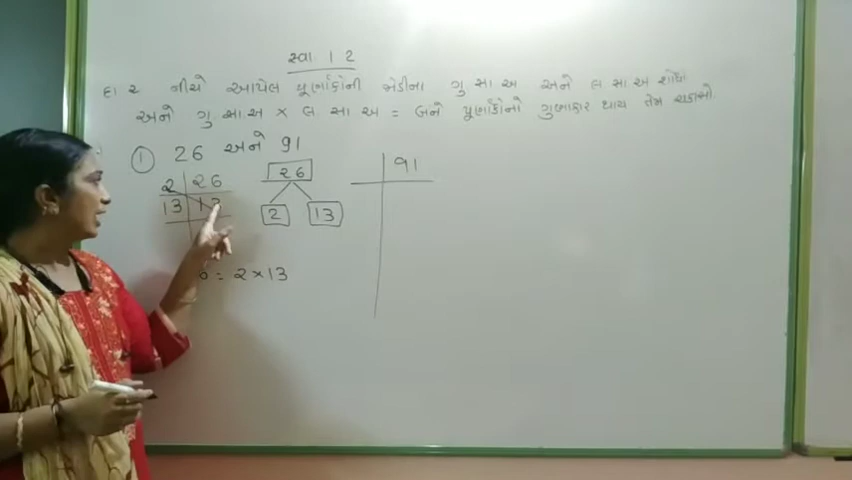 સ્વા. 1 2
દા ૨ નીચે આપેલ પૂર્ણાંકોની જોડીના ગુ સા અ અને લ સા અ શોધો
અને ગુ સા અ × લ સા અ = બંને પૂર્ણાંકોનો ગુણાકાર થાય તેમ ચકાસો.
① 26 અને 91
2 26
13 13
26
2 13
91
= 2 × 13